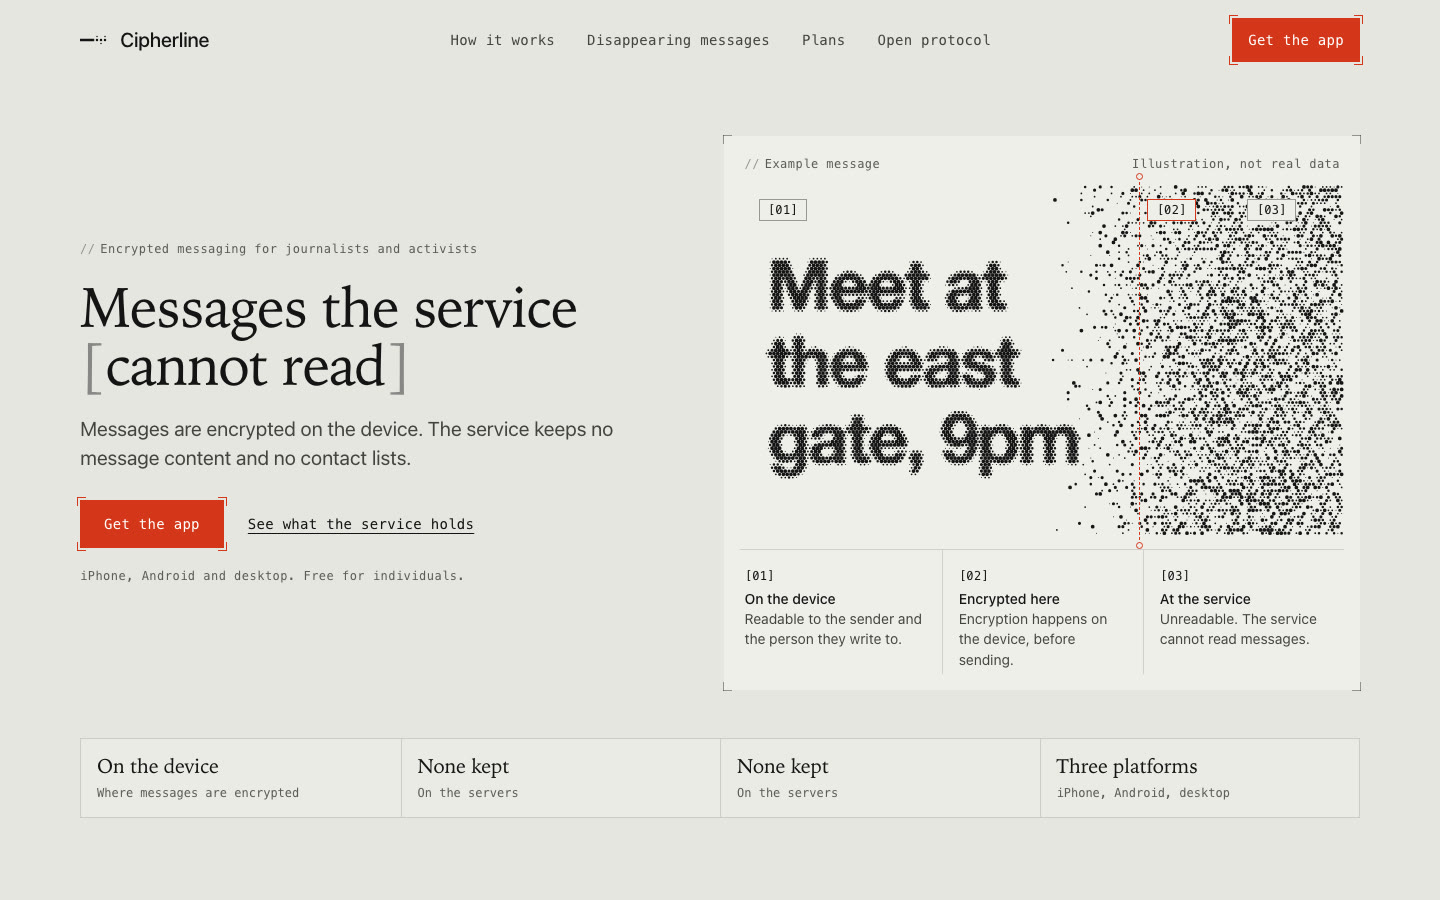 Cipherline
How it works
Disappearing messages
Plans
Open protocol
Get the app
// Encrypted messaging for journalists and activists
Messages the service
[cannot read]
Messages are encrypted on the device. The service keeps no
message content and no contact lists.
Get the app
See what the service holds
iPhone, Android and desktop. Free for individuals.
// Example message
Illustration, not real data
[01]
[02]
[03]
Meet at
the east
gate, 9pm
[01]
On the device
Readable to the sender and
the person they write to.
[02]
Encrypted here
Encryption happens on
the device, before
sending.
[03]
At the service
Unreadable. The service
cannot read messages.
On the device
Where messages are encrypted
None kept
On the servers
None kept
On the servers
Three platforms
iPhone, Android, desktop